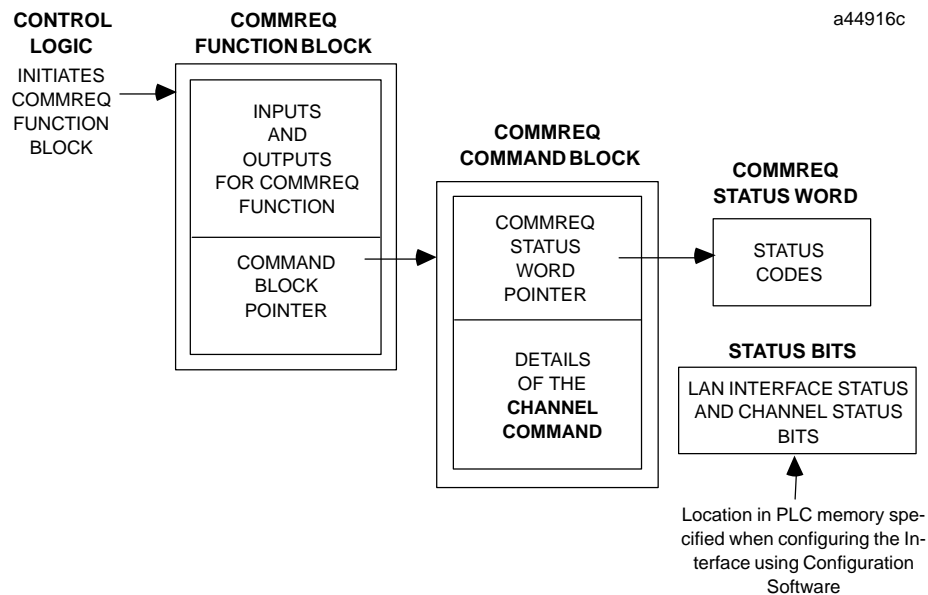 CONTROL
LOGIC
INITIATES
COMMREQ
FUNCTION
BLOCK
COMMREQ
FUNCTION BLOCK
INPUTS
AND
OUTPUTS
FOR COMMREQ
FUNCTION
COMMAND
BLOCK
POINTER
COMMREQ
COMMAND BLOCK
COMMREQ
STATUS
WORD
POINTER
DETAILS
OF THE
CHANNEL
COMMAND
a44916c
COMMREQ
STATUS WORD
STATUS
CODES
STATUS BITS
LAN INTERFACE STATUS
AND CHANNEL STATUS
BITS
Location in PLC memory spe-
cified when configuring the In-
terface using Configuration
Software